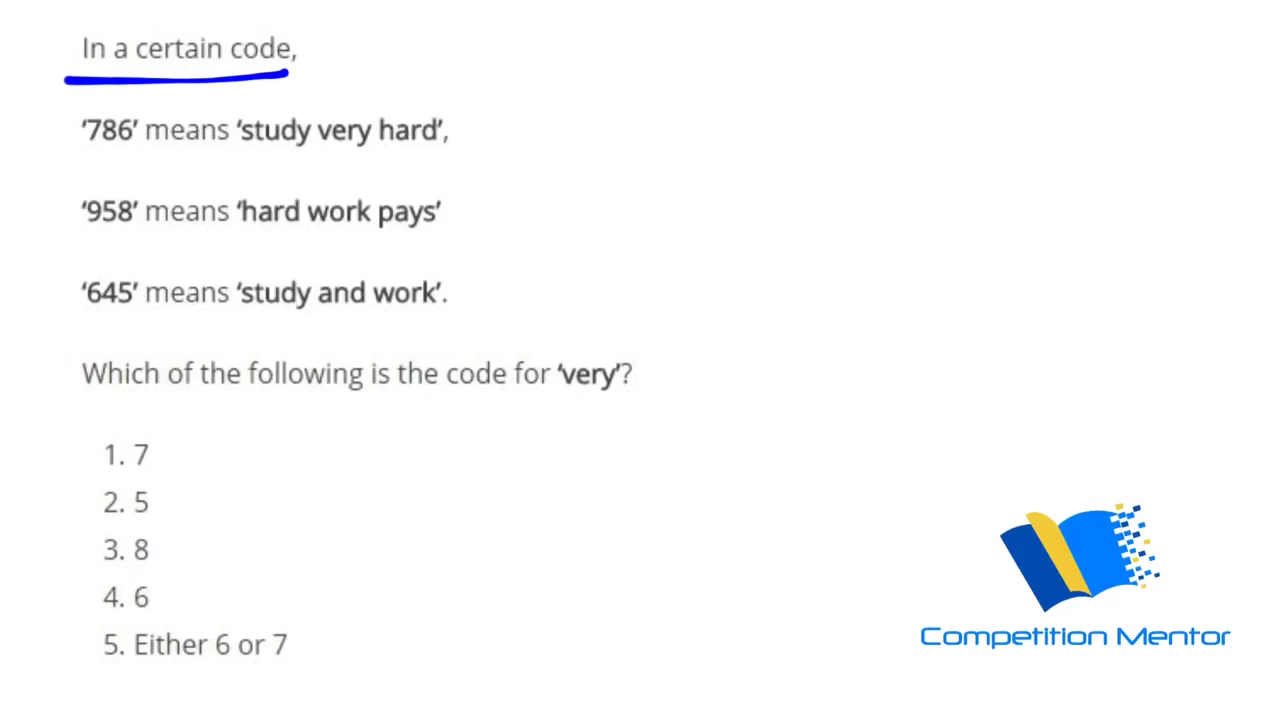 In a certain code,
‘786’ means ‘study very hard’,
‘958’ means ‘hard work pays’
‘645’ means ‘study and work’.
Which of the following is the code for ‘very’?
1. 7
2. 5
3. 8
4. 6
5. Either 6 or 7
Competition Mentor